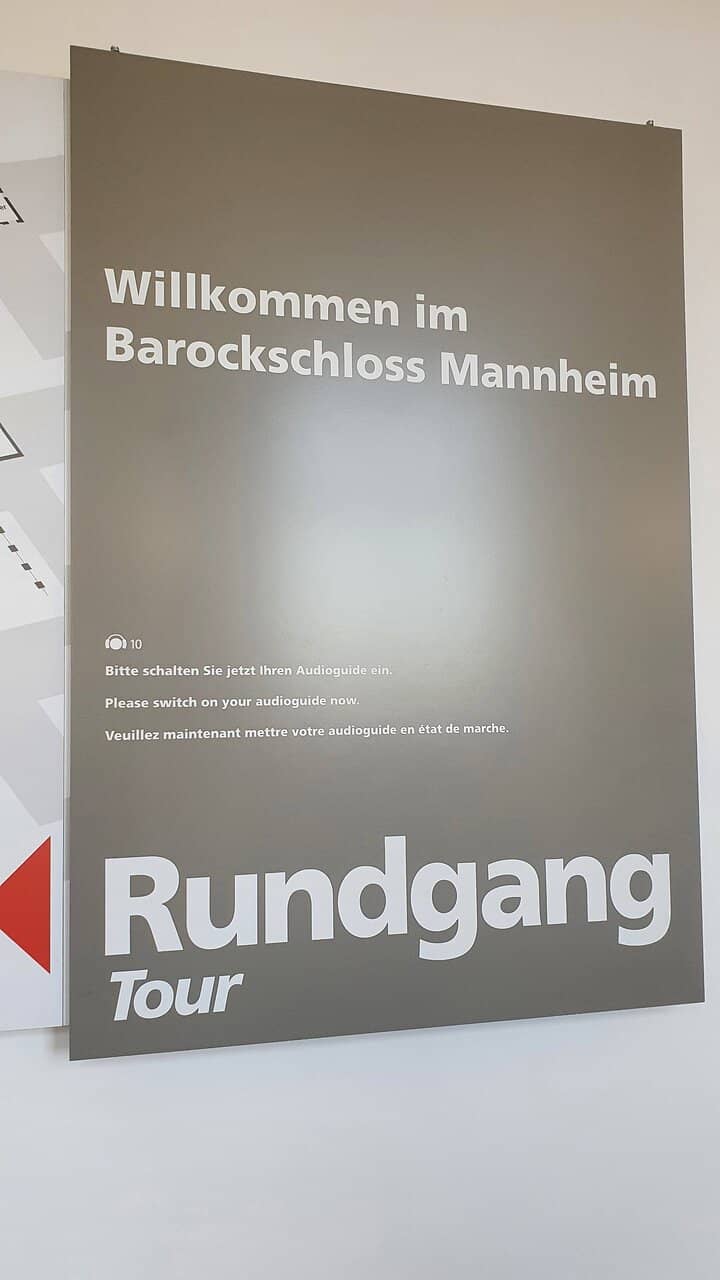 Willkommen im
Barockschloss Mannheim
10
Bitte schalten Sie jetzt Ihren Audioguide ein.
Please switch on your audioguide now.
Veuillez maintenant mettre votre audioguide en état de marche.
Rundgang
Tour